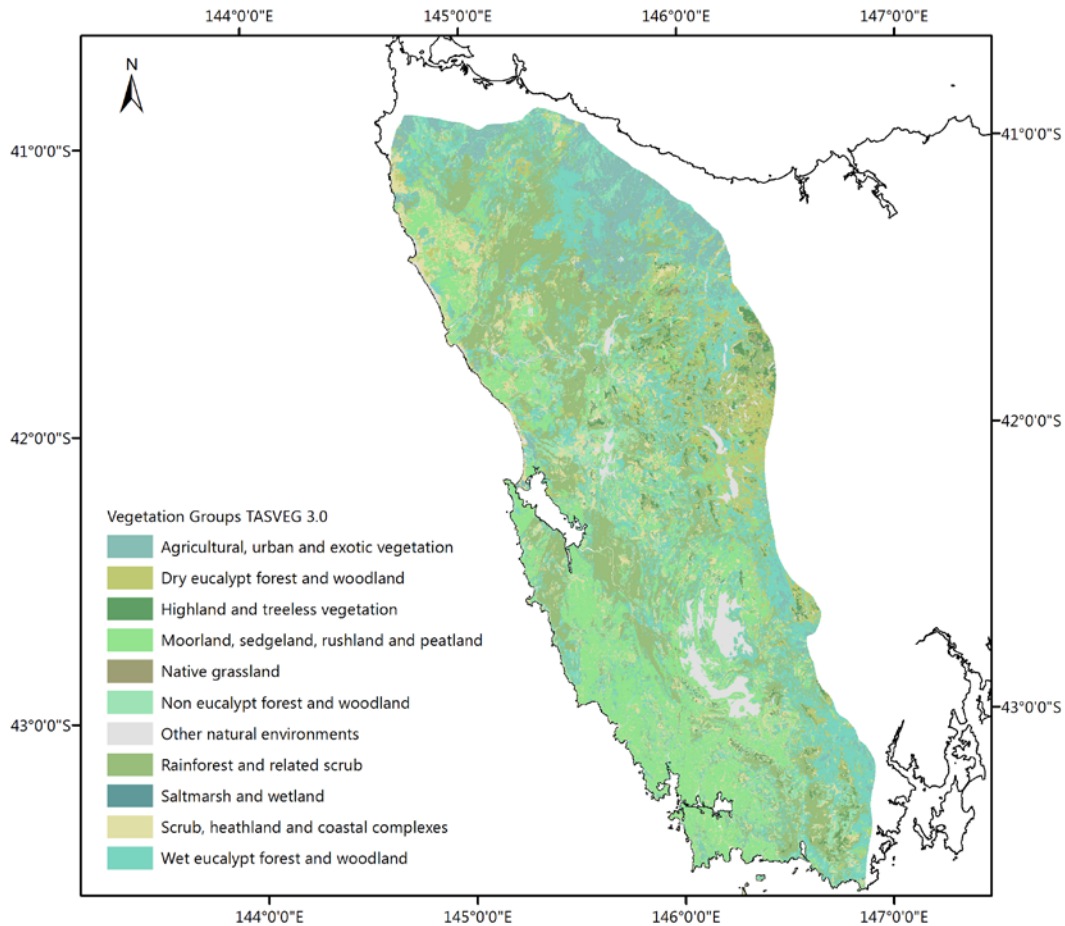 144°0'0"E 145°0'0"E 146°0'0"E 147°0'0"E
N
41°0'0"S 41°0'0"S
42°0'0"S 42°0'0"S
43°0'0"S 43°0'0"S
Vegetation Groups TASVEG 3.0
Agricultural, urban and exotic vegetation
Dry eucalypt forest and woodland
Highland and treeless vegetation
Moorland, sedgeland, rushland and peatland
Native grassland
Non eucalypt forest and woodland
Other natural environments
Rainforest and related scrub
Saltmarsh and wetland
Scrub, heathland and coastal complexes
Wet eucalypt forest and woodland
144°0'0"E 145°0'0"E 146°0'0"E 147°0'0"E